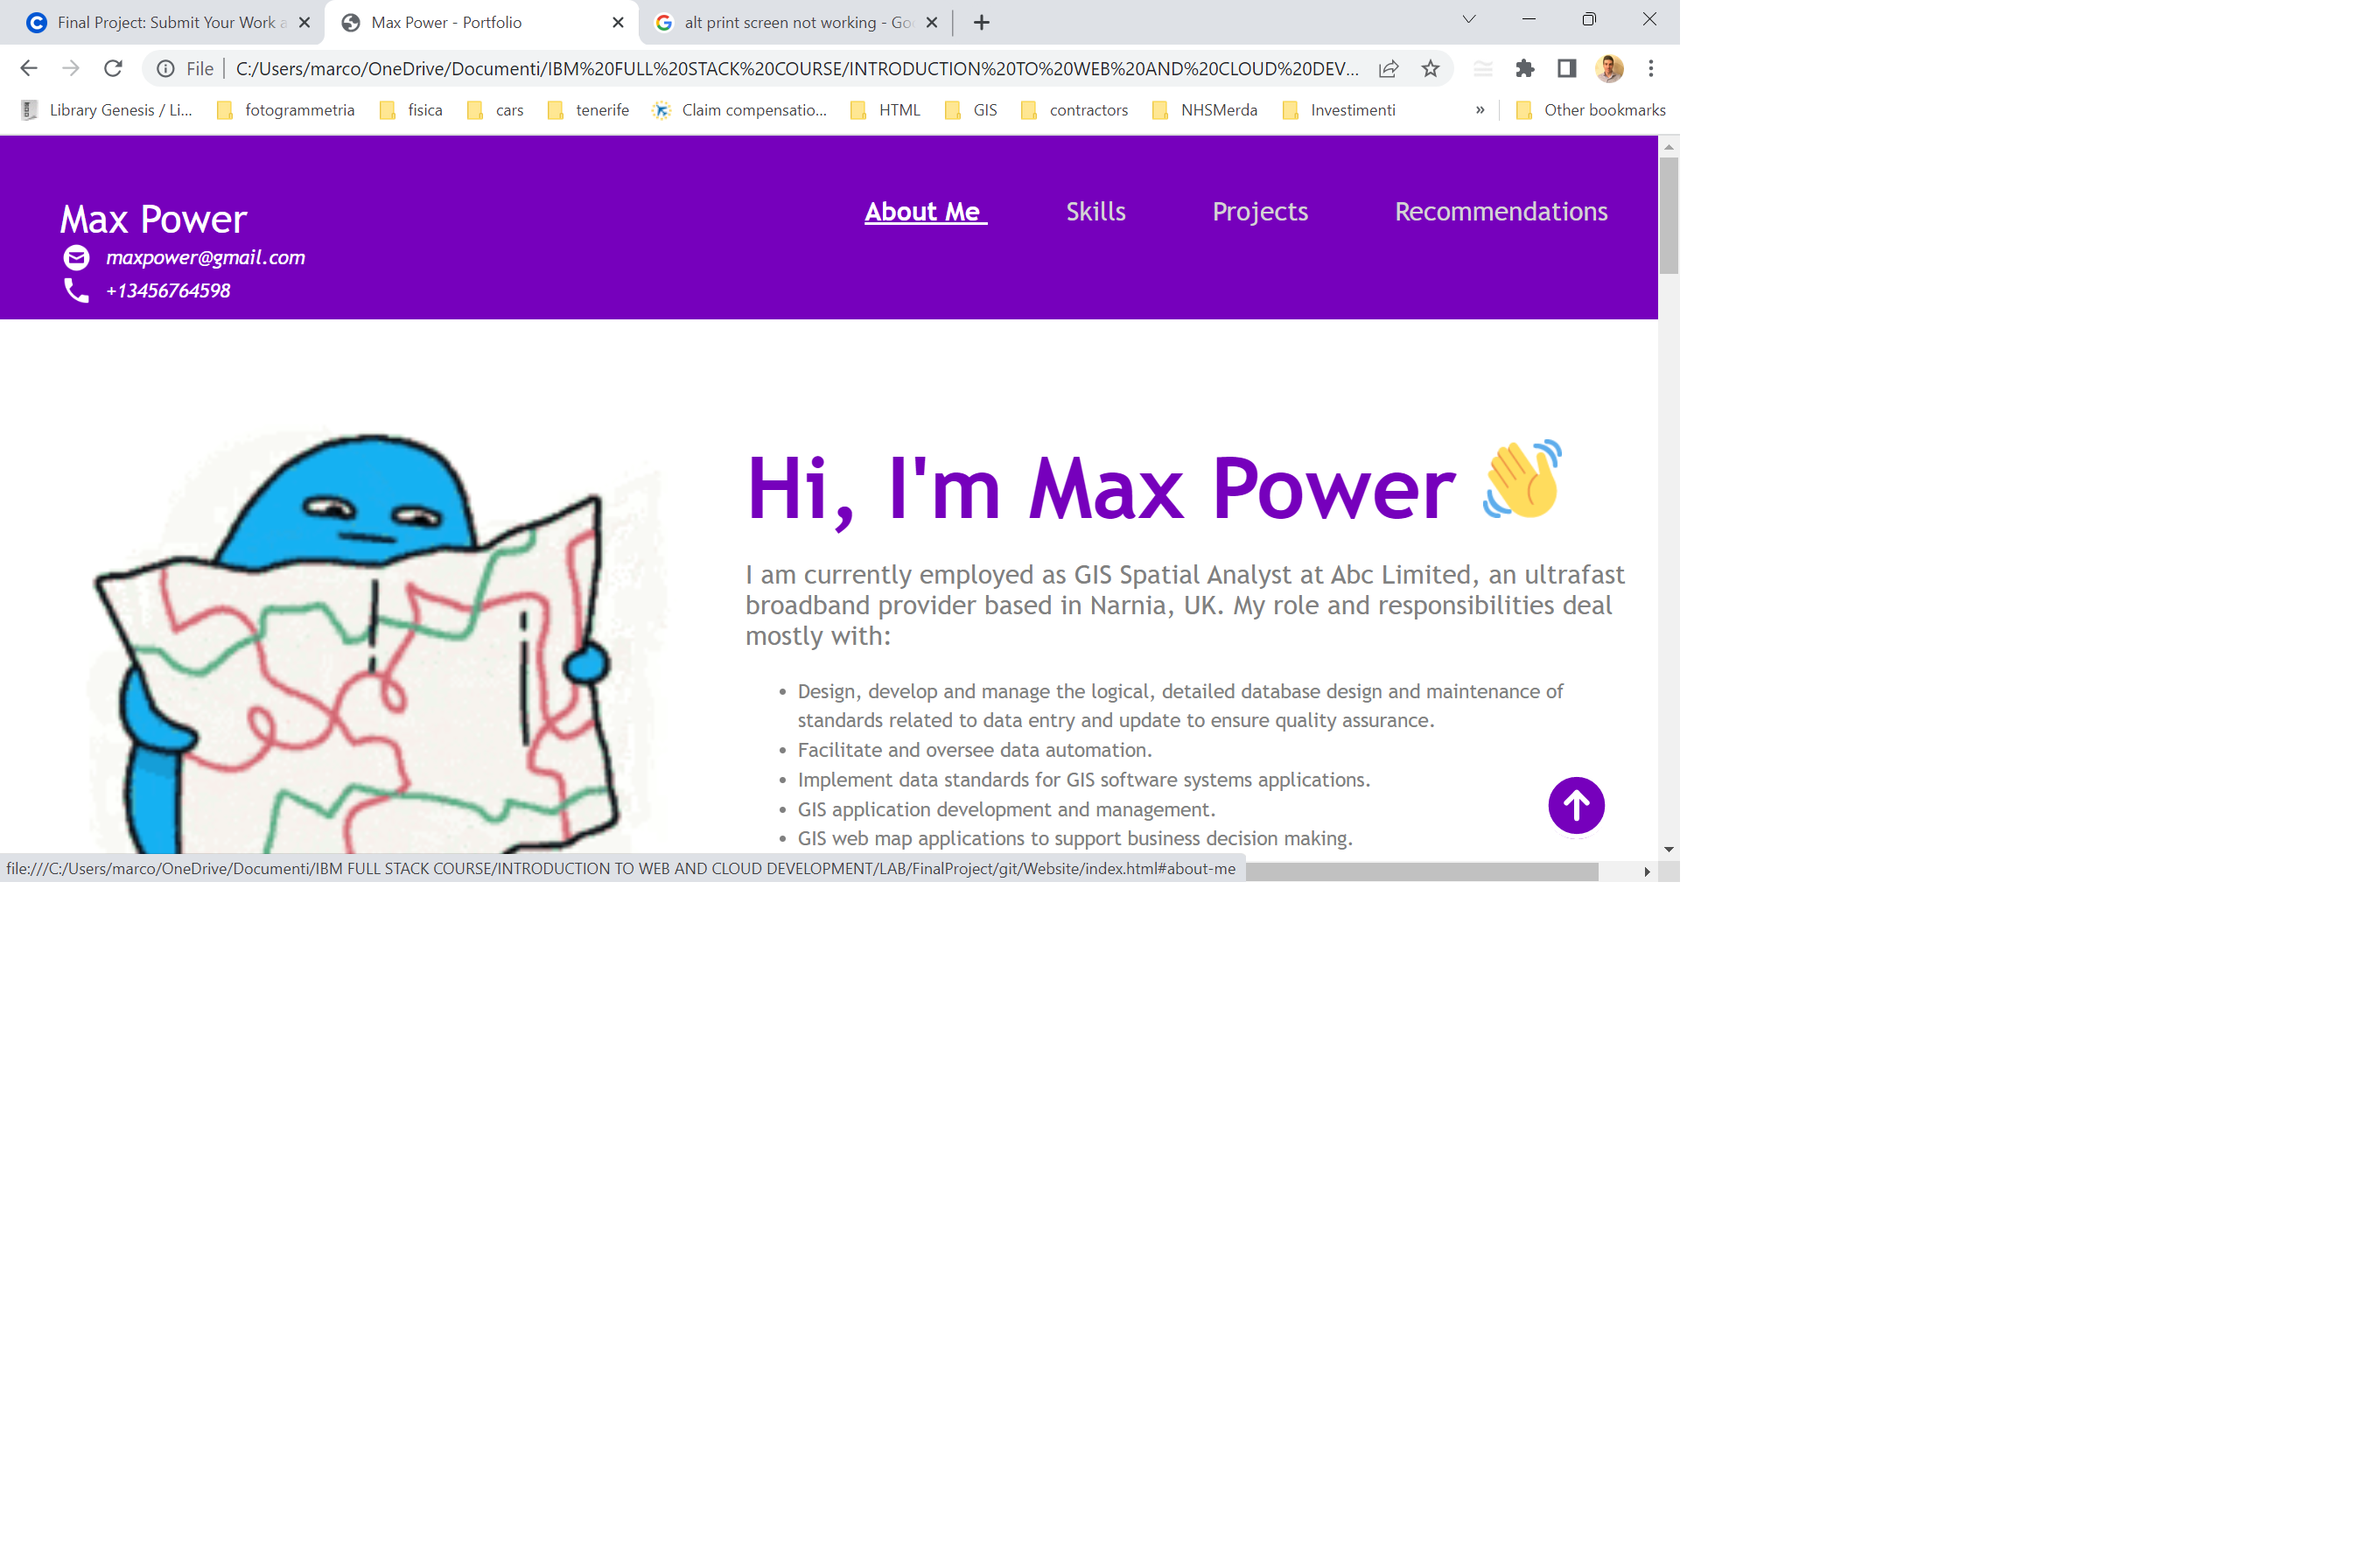 Final Project: Submit Your Work a
Max Power - Portfolio
alt print screen not working - Go
File
C:/Users/marco/OneDrive/Documenti/IBM%20FULL%20STACK%20COURSE/INTRODUCTION%20TO%20WEB%20AND%20CLOUD%20DEV...
Library Genesis / Li...
fotogrammetria
fisica
cars
tenerife
Claim compensatio...
HTML
GIS
contractors
NHSMerda
Investimenti
»
Other bookmarks
Max Power
maxpower@gmail.com
+13456764598
About Me
Skills
Projects
Recommendations
Hi, I'm Max Power
I am currently employed as GIS Spatial Analyst at Abc Limited, an ultrafast
broadband provider based in Narnia, UK. My role and responsibilities deal
mostly with:
• Design, develop and manage the logical, detailed database design and maintenance of
standards related to data entry and update to ensure quality assurance.
• Facilitate and oversee data automation.
• Implement data standards for GIS software systems applications.
• GIS application development and management.
• GIS web map applications to support business decision making.
file:///C:/Users/marco/OneDrive/Documenti/IBM FULL STACK COURSE/INTRODUCTION TO WEB AND CLOUD DEVELOPMENT/LAB/FinalProject/git/Website/index.html#about-me